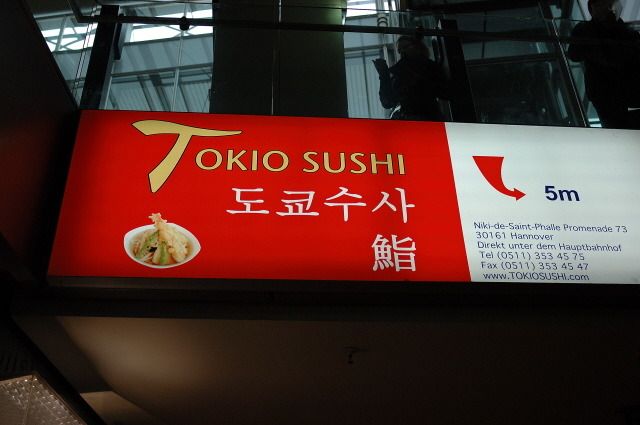 TOKIO SUSHI
도쿄수사
鮨
5m
Niki-de-Saint-Phalle Promenade 73
30161 Hannover
Direkt unter dem Hauptbahnhof
Tel (0511) 353 45 75
Fax (0511) 353 45 47
www.TOKIOSUSHI.com